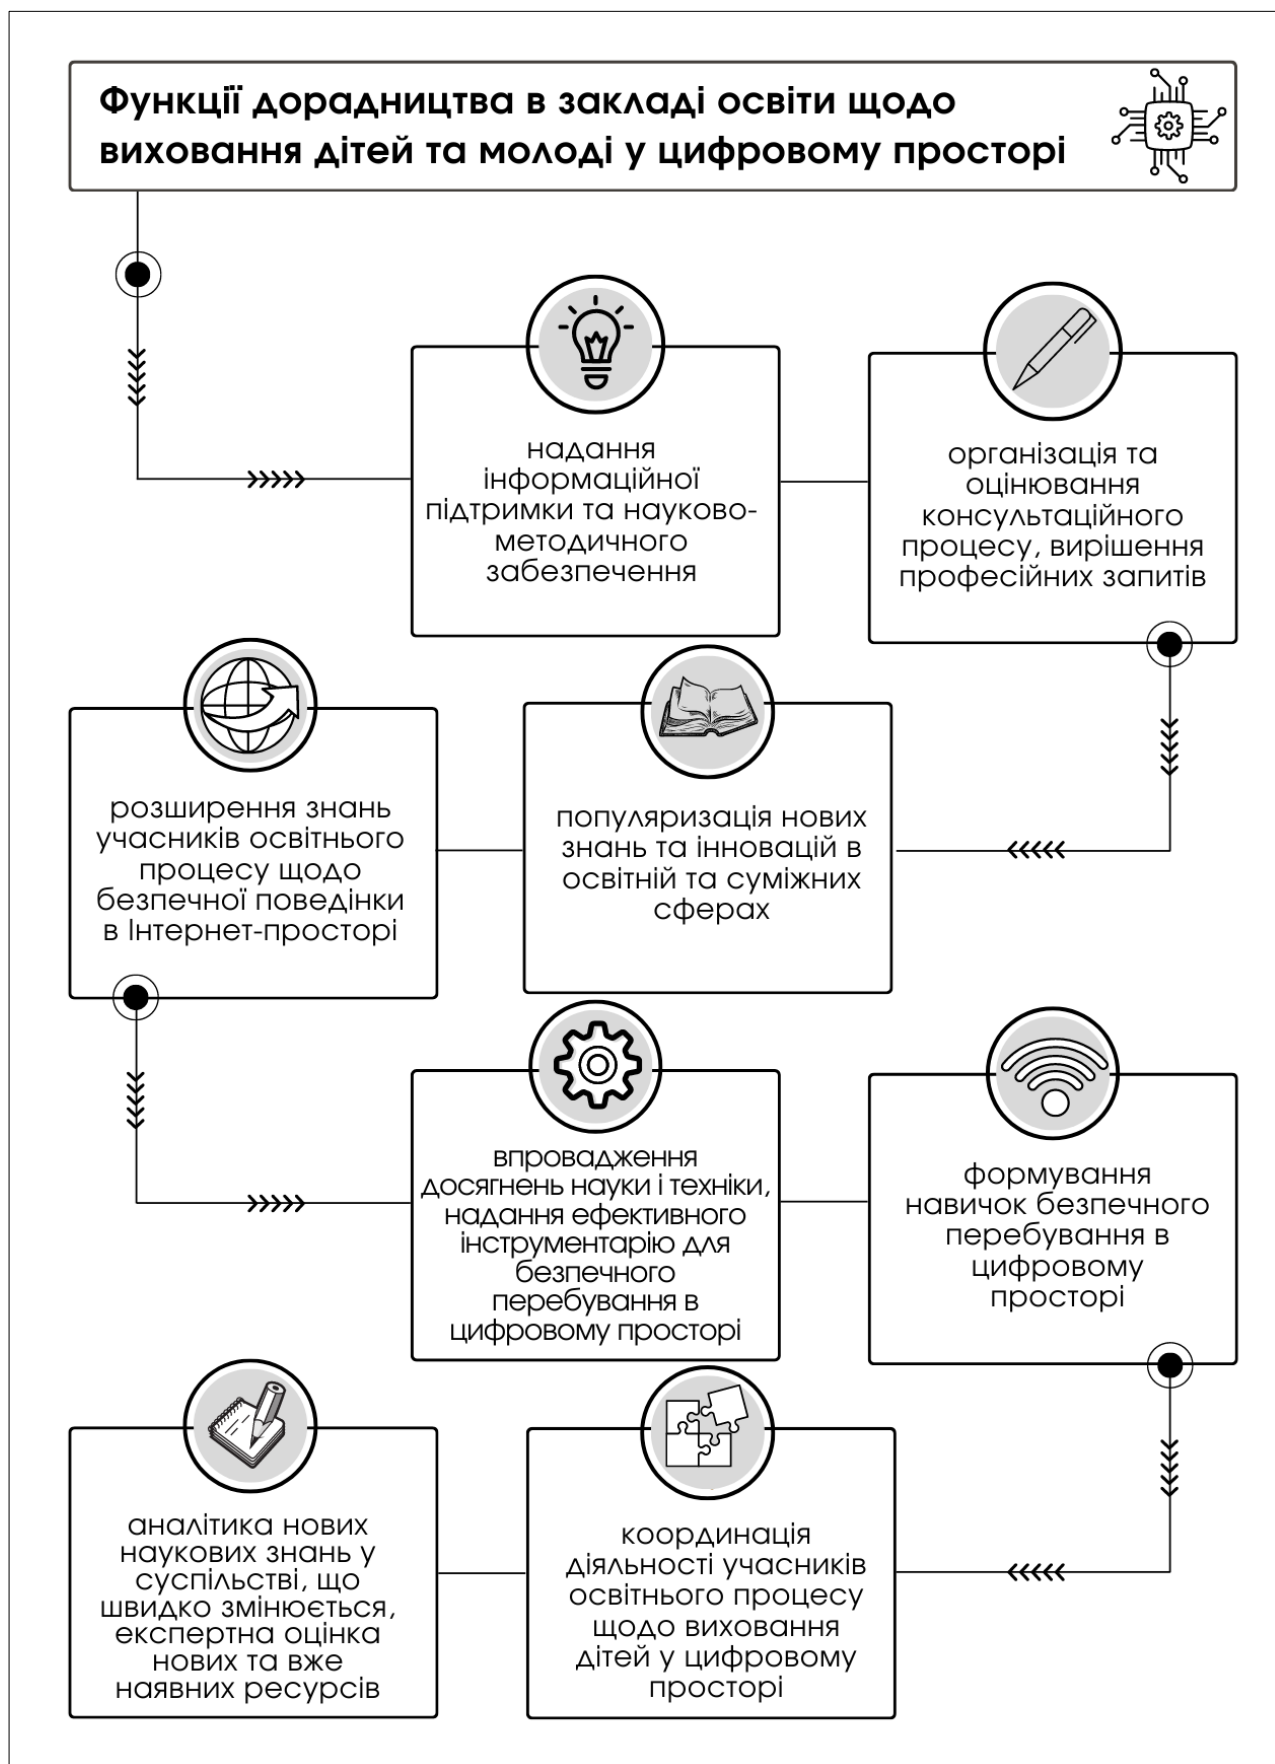 Функції дорадництва в закладі освіти щодо
виховання дітей та молоді у цифровому просторі
надання
інформаційної
підтримки та науково-
методичного
забезпечення
організація та
оцінювання
консультаційного
процесу, вирішення
професійних запитів
популяризація нових
знань та інновацій в
освітній та суміжних
сферах
розширення знань
учасників освітнього
процесу щодо
безпечної поведінки
в Інтернет-просторі
впровадження
досягнень науки і техніки,
надання ефективного
інструментарію для
безпечного
перебування в
цифровому просторі
формування
навичок безпечного
перебування в
цифровому
просторі
координація
діяльності учасників
освітнього процесу
щодо виховання
дітей у цифровому
просторі
аналітика нових
наукових знань у
суспільстві, що
швидко змінюється,
експертна оцінка
нових та вже
наявних ресурсів